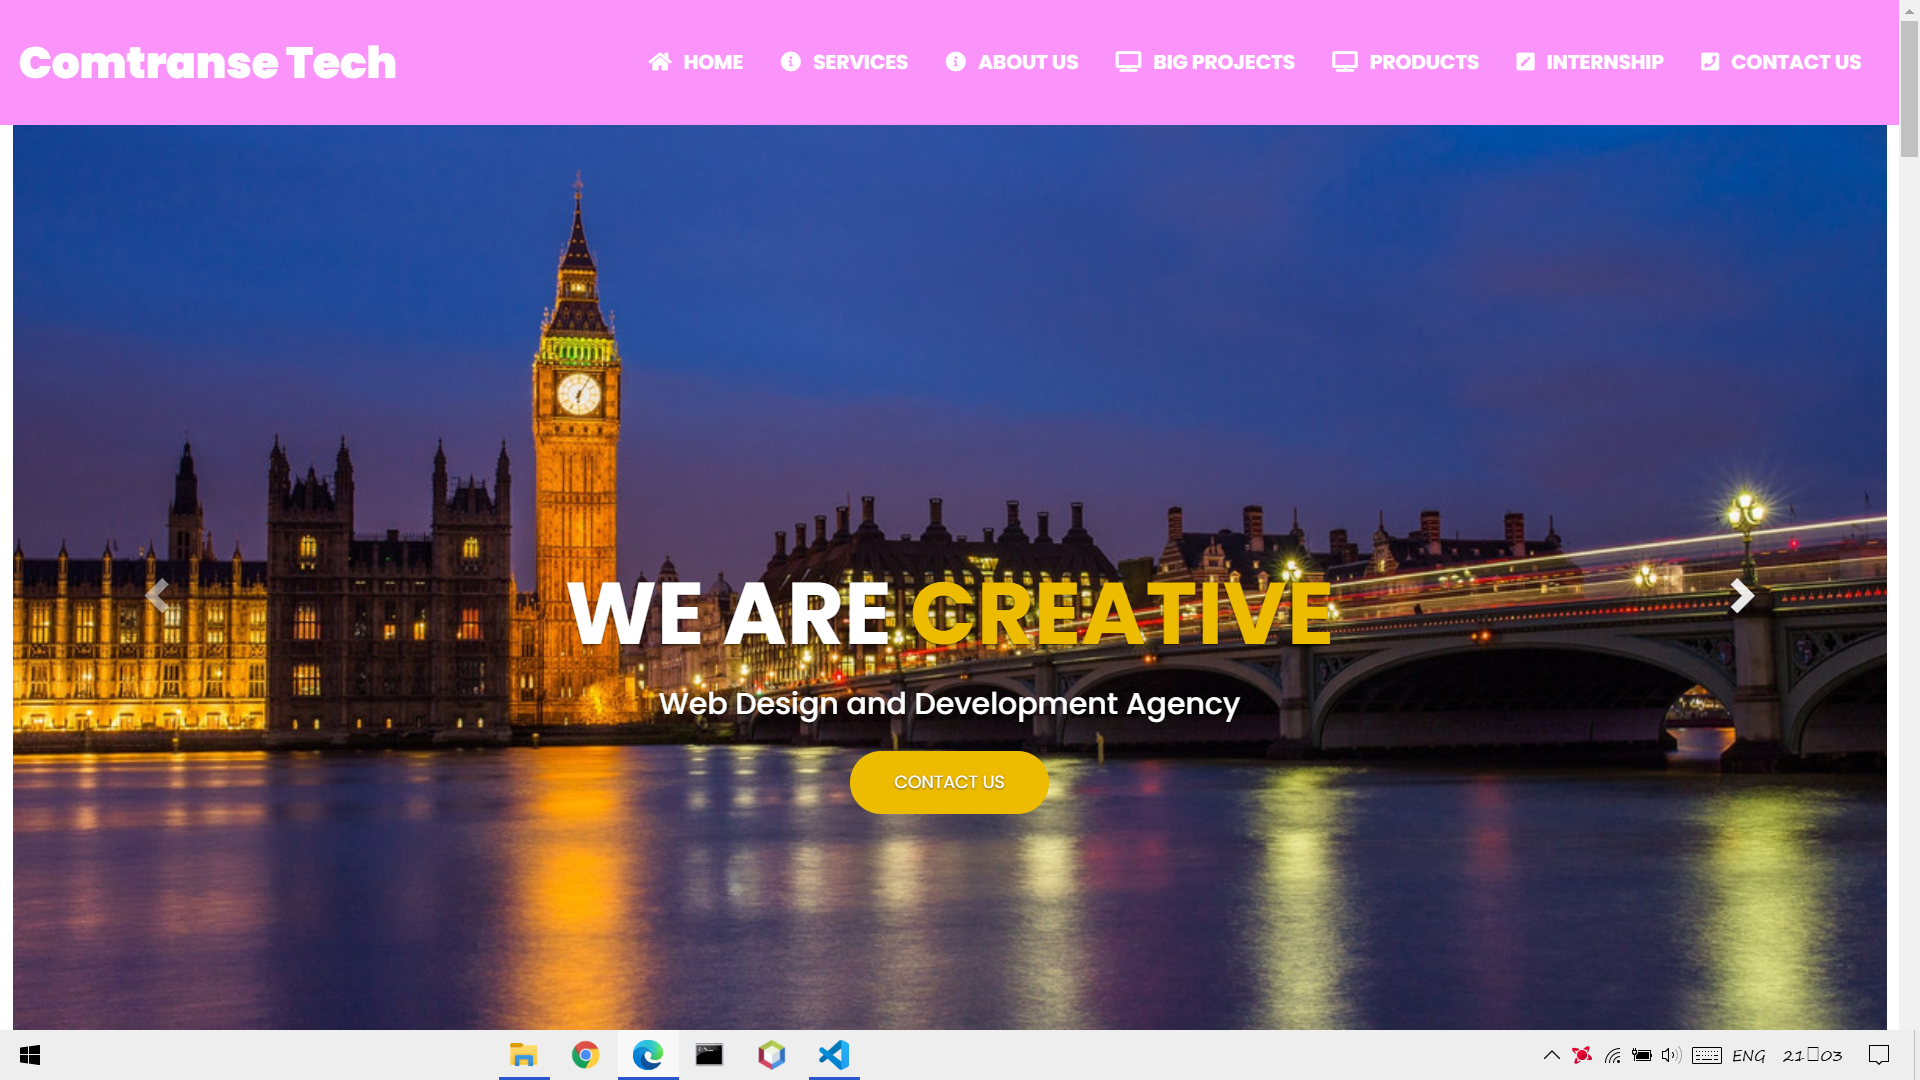 Comtranse Tech
HOME
SERVICES
ABOUT US
BIG PROJECTS
PRODUCTS
INTERNSHIP
CONTACT US
WE ARE CREATIVE
Web Design and Development Agency
CONTACT US
ENG
21▯03